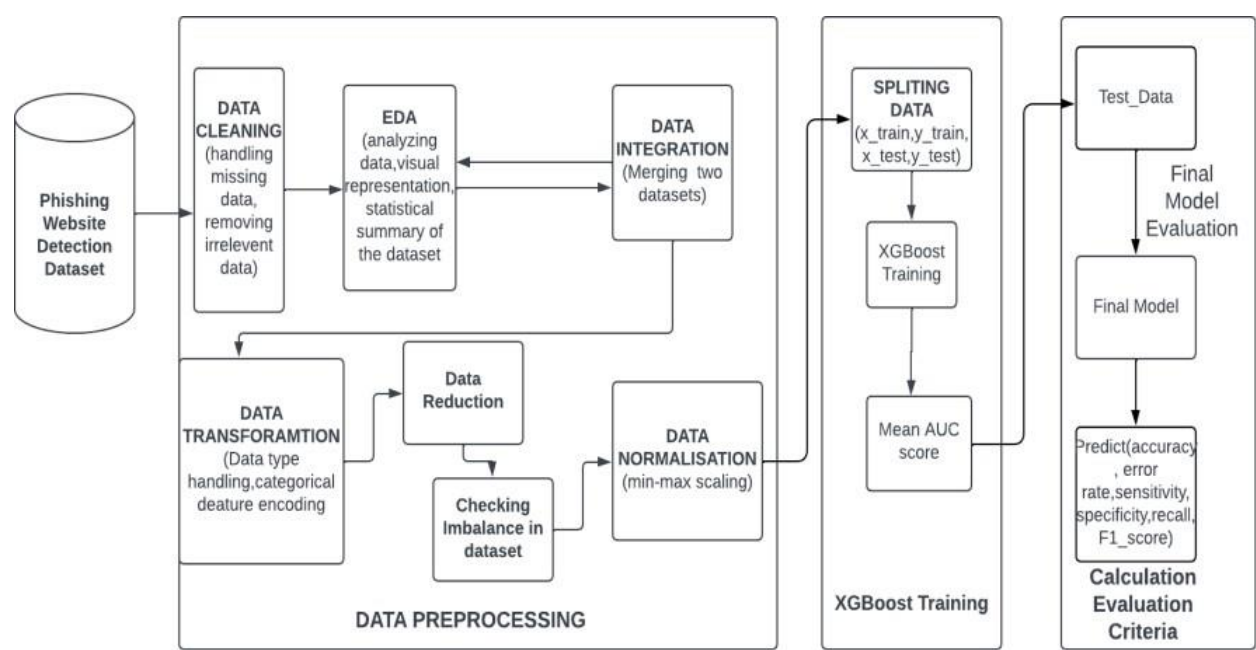 Phishing
Website
Detection
Dataset
DATA
CLEANING
(handling
missing
data,
removing
irrelevent
data)
EDA
(analyzing
data,visual
representation,
statistical
summary of
the dataset
DATA
INTEGRATION
(Merging two
datasets)
DATA
TRANSFORAMTION
(Data type
handling,categorical
deature encoding
Data
Reduction
Checking
Imbalance in
dataset
DATA
NORMALISATION
(min-max scaling)
DATA PREPROCESSING
SPLITING
DATA
(x_train,y_train,
x_test,y_test)
XGBoost
Training
Mean AUC
score
XGBoost Training
Test_Data
Final
Model
Evaluation
Final Model
Predict(accuracy
, error
rate,sensitivity,
specificity,recall,
F1_score)
Calculation
Evaluation
Criteria